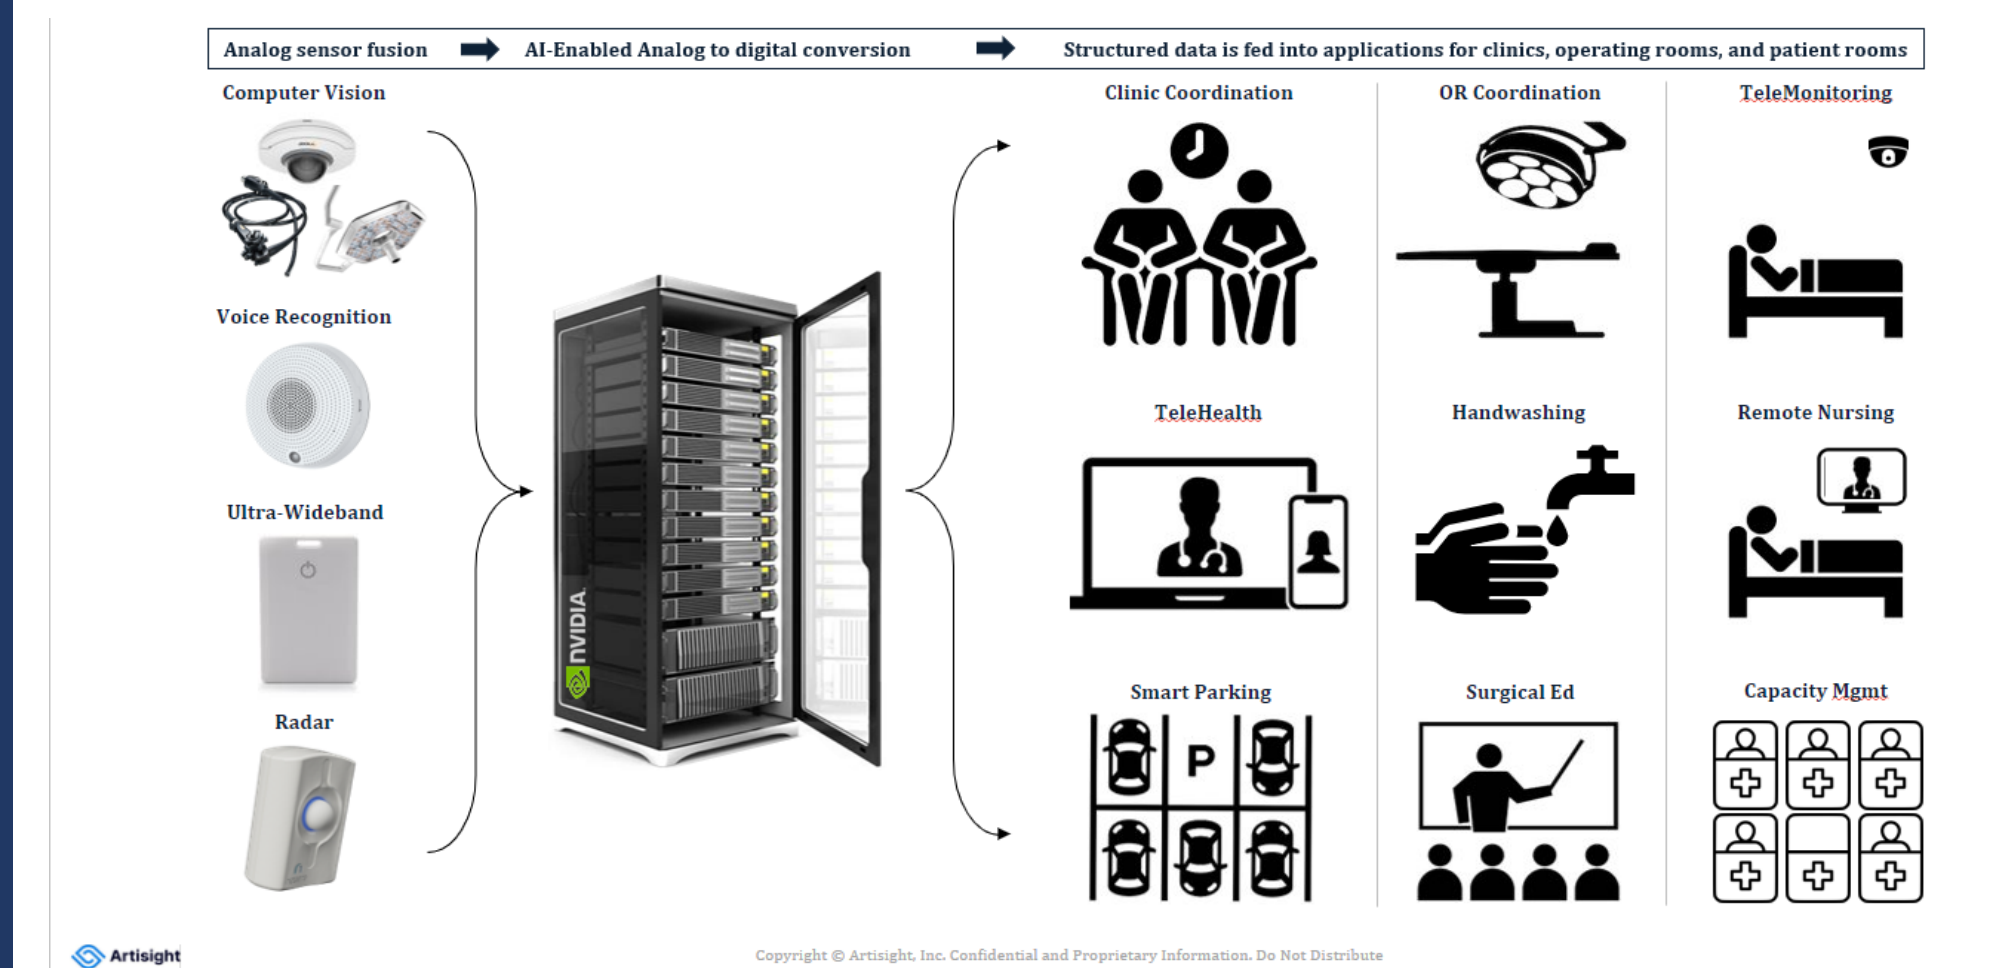 Analog sensor fusion
AI-Enabled Analog to digital conversion
Structured data is fed into applications for clinics, operating rooms, and patient rooms
Computer Vision
Voice Recognition
Ultra-Wideband
Radar
NVIDIA
Clinic Coordination
OR Coordination
TeleMonitoring
TeleHealth
Handwashing
Remote Nursing
Smart Parking
Surgical Ed
Capacity Mgmt
P
Artisight
Copyright © Artisight, Inc. Confidential and Proprietary Information. Do Not Distribute